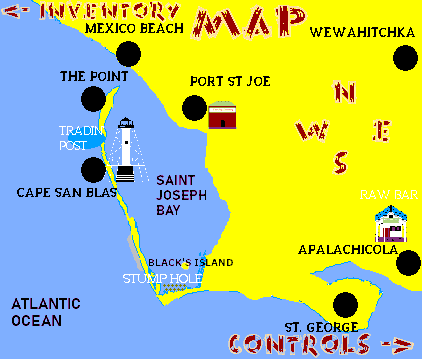 <- INVENTORY
MAP
MEXICO BEACH
WEWAHITCHKA
THE POINT
PORT ST JOE
N
W E
S
TRADIN
POST
CAPE SAN BLAS
SAINT
JOSEPH
BAY
RAW BAR
APALACHICOLA
BLACK'S ISLAND
STUMP HOLE
ATLANTIC
OCEAN
ST. GEORGE
CONTROLS ->